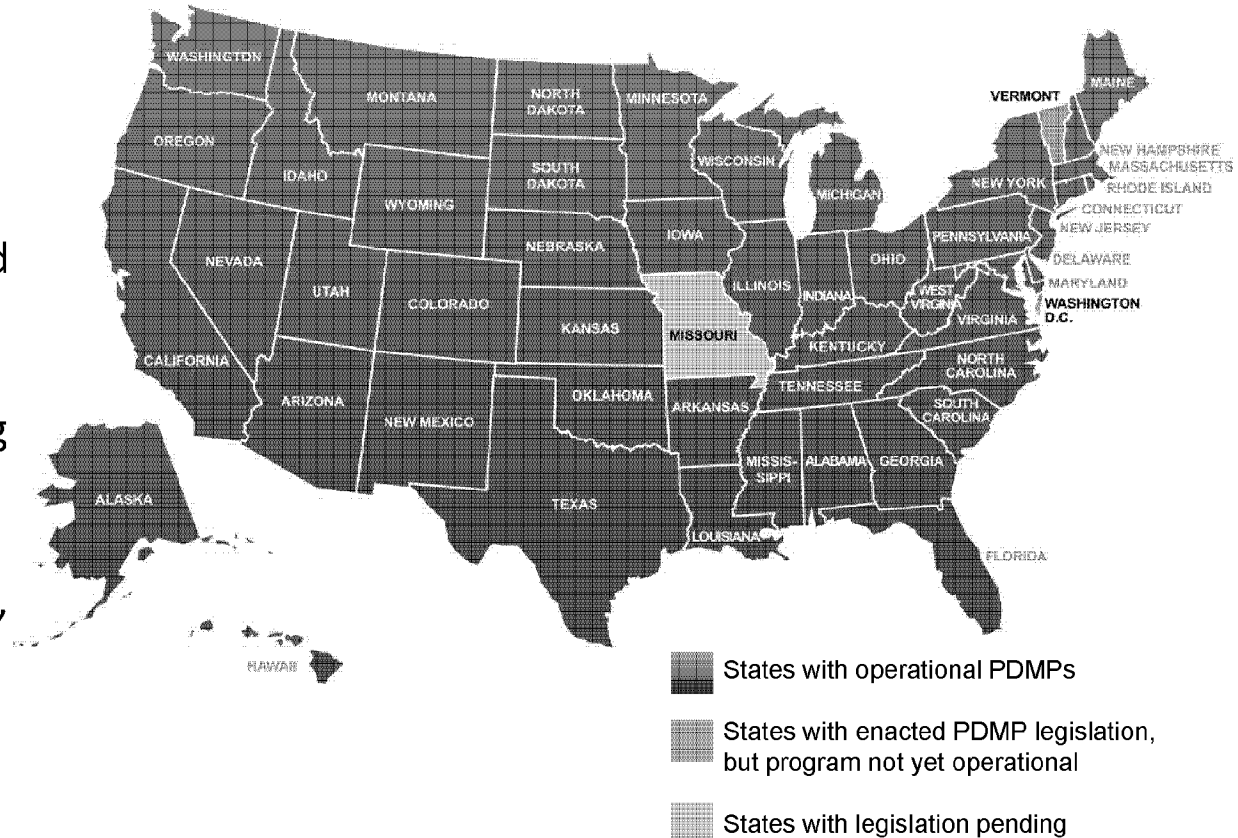 WASHINGTON
MONTANA
NORTH
DAKOTA
MINNESOTA
VERMONT
MAINE
OREGON
IDAHO
SOUTH
DAKOTA
WISCONSIN
MICHIGAN
NEW YORK
NEW HAMPSHIRE
MASSACHUSETTS
RHODE ISLAND
CONNECTICUT
NEW JERSEY
WYOMING
NEBRASKA
IOWA
PENNSYLVANIA
OHIO
DELAWARE
MARYLAND
WASHINGTON
D.C.
d
NEVADA
UTAH
COLORADO
ILLINOIS
INDIANA
WEST
VIRGINIA
VIRGINIA
KANSAS
MISSOURI
KENTUCKY
CALIFORNIA
NORTH
CAROLINA
TENNESSEE
ARIZONA
NEW MEXICO
OKLAHOMA
ARKANSAS
SOUTH
CAROLINA
g
MISSIS-
SIPPI
ALABAMA
GEORGIA
ALASKA
TEXAS
LOUISIANA
FLORIDA
,
HAWAII
States with operational PDMPs
States with enacted PDMP legislation,
but program not yet operational
States with legislation pending